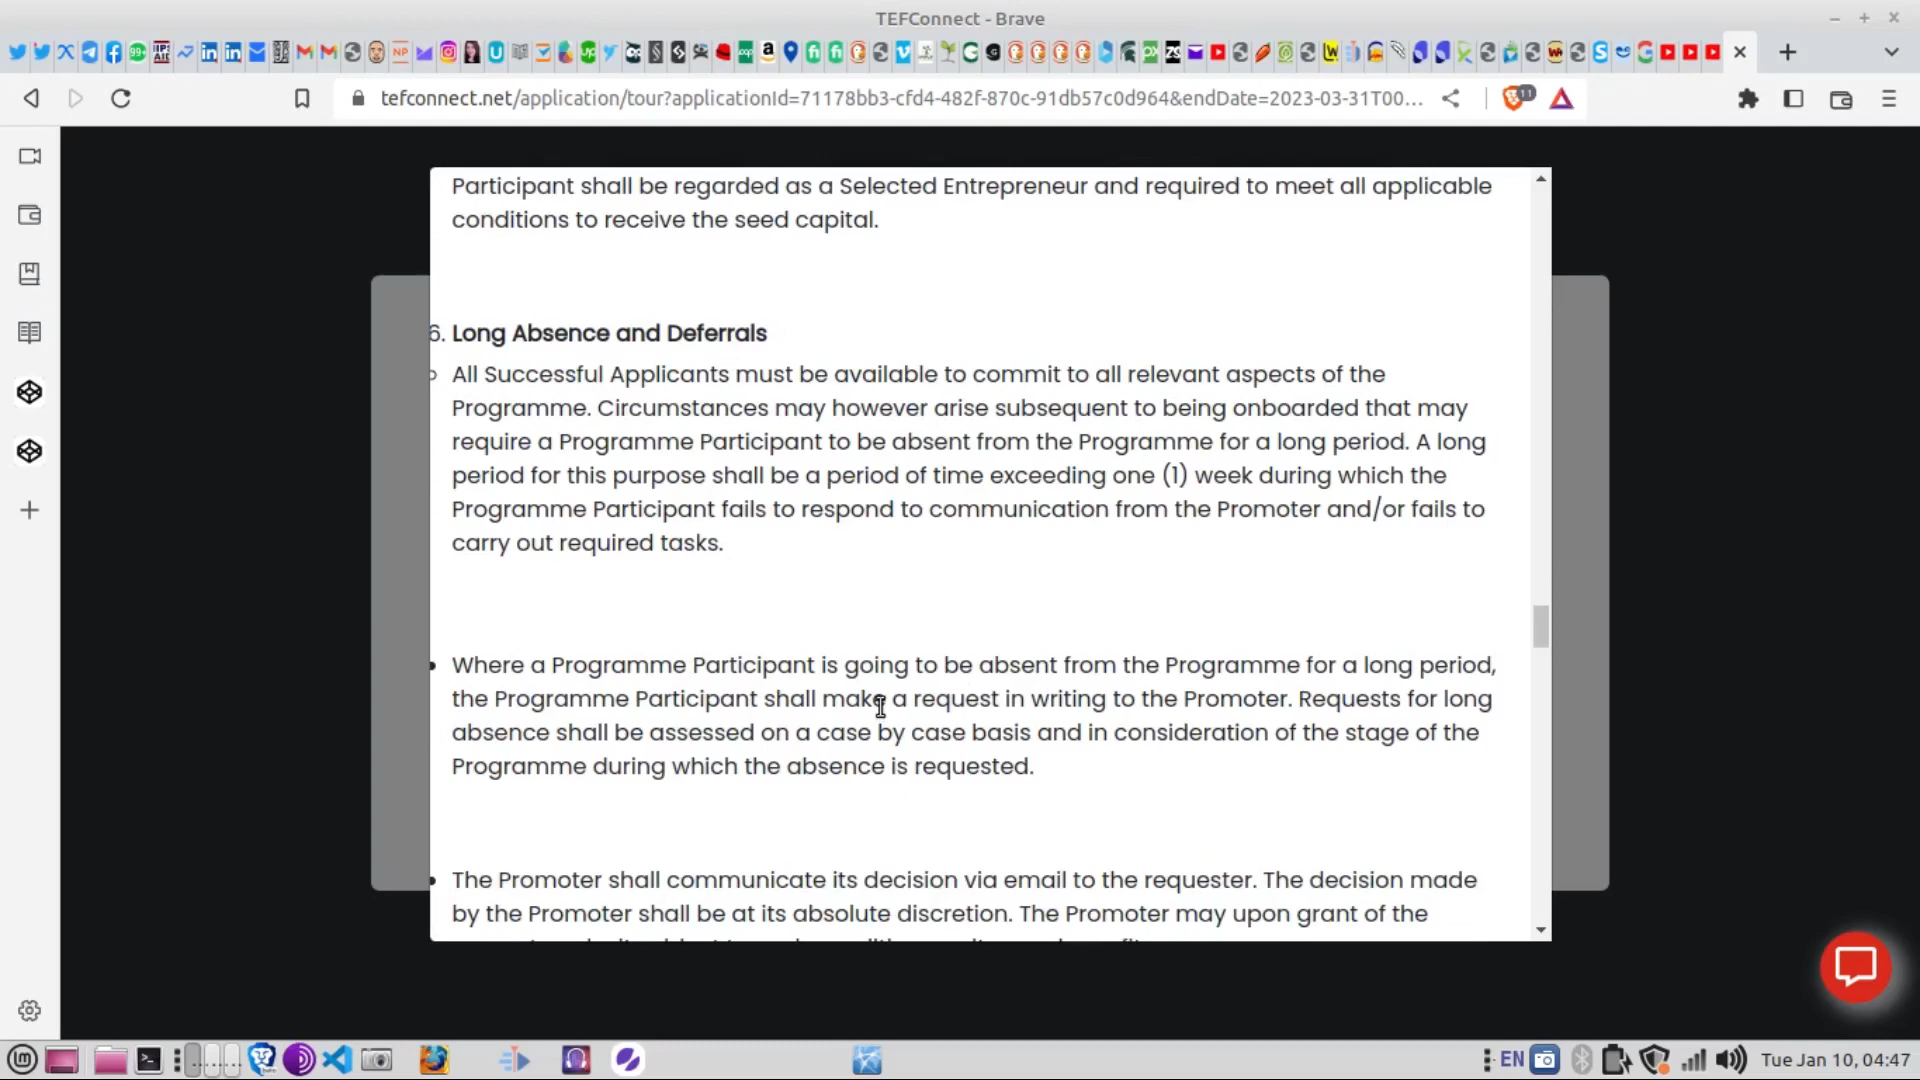 TEFConnect - Brave
tefconnect.net/application/tour?applicationId=71178bb3-cfd4-482f-870c-91db57c0d964&endDate=2023-03-31T00...
11
Participant shall be regarded as a Selected Entrepreneur and required to meet all applicable
conditions to receive the seed capital.
6. Long Absence and Deferrals
All Successful Applicants must be available to commit to all relevant aspects of the
Programme. Circumstances may however arise subsequent to being onboarded that may
require a Programme Participant to be absent from the Programme for a long period. A long
period for this purpose shall be a period of time exceeding one (1) week during which the
Programme Participant fails to respond to communication from the Promoter and/or fails to
carry out required tasks.
Where a Programme Participant is going to be absent from the Programme for a long period,
the Programme Participant shall make a request in writing to the Promoter. Requests for long
absence shall be assessed on a case by case basis and in consideration of the stage of the
Programme during which the absence is requested.
The Promoter shall communicate its decision via email to the requester. The decision made
by the Promoter shall be at its absolute discretion. The Promoter may upon grant of the
EN
Tue Jan 10, 04:47